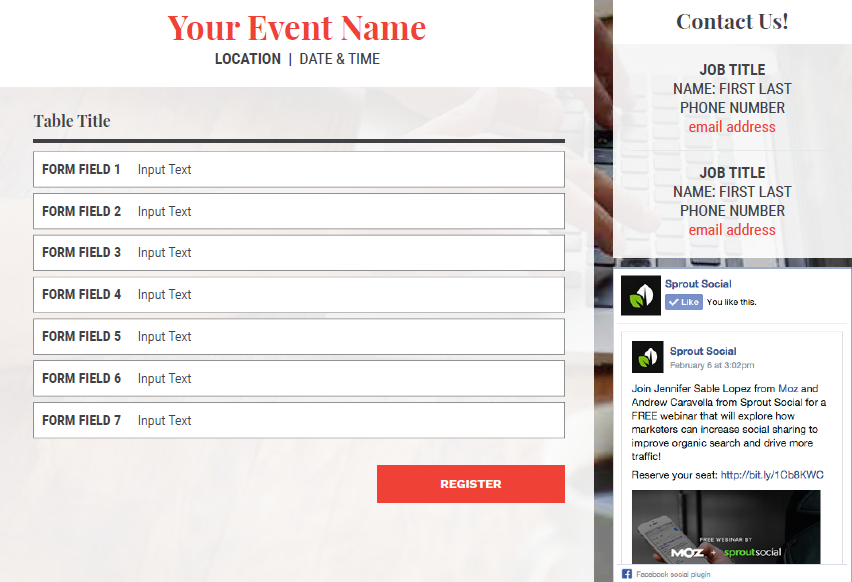 Your Event Name
LOCATION | DATE & TIME
Table Title
FORM FIELD 1 Input Text
FORM FIELD 2 Input Text
FORM FIELD 3 Input Text
FORM FIELD 4 Input Text
FORM FIELD 5 Input Text
FORM FIELD 6 Input Text
FORM FIELD 7 Input Text
REGISTER
Contact Us!
JOB TITLE
NAME: FIRST LAST
PHONE NUMBER
email address
JOB TITLE
NAME: FIRST LAST
PHONE NUMBER
email address
Sprout Social
Like You like this.
Sprout Social
February 6 at 3:02pm
Join Jennifer Sable Lopez from Moz and
Andrew Caravella from Sprout Social for a
FREE webinar that will explore how
marketers can increase social sharing to
improve organic search and drive more
traffic!
Reserve your seat: http://bit.ly/1Cb8KWC
FREE WEBINAR BY
MOZ + sproutsocial
Facebook social plugin